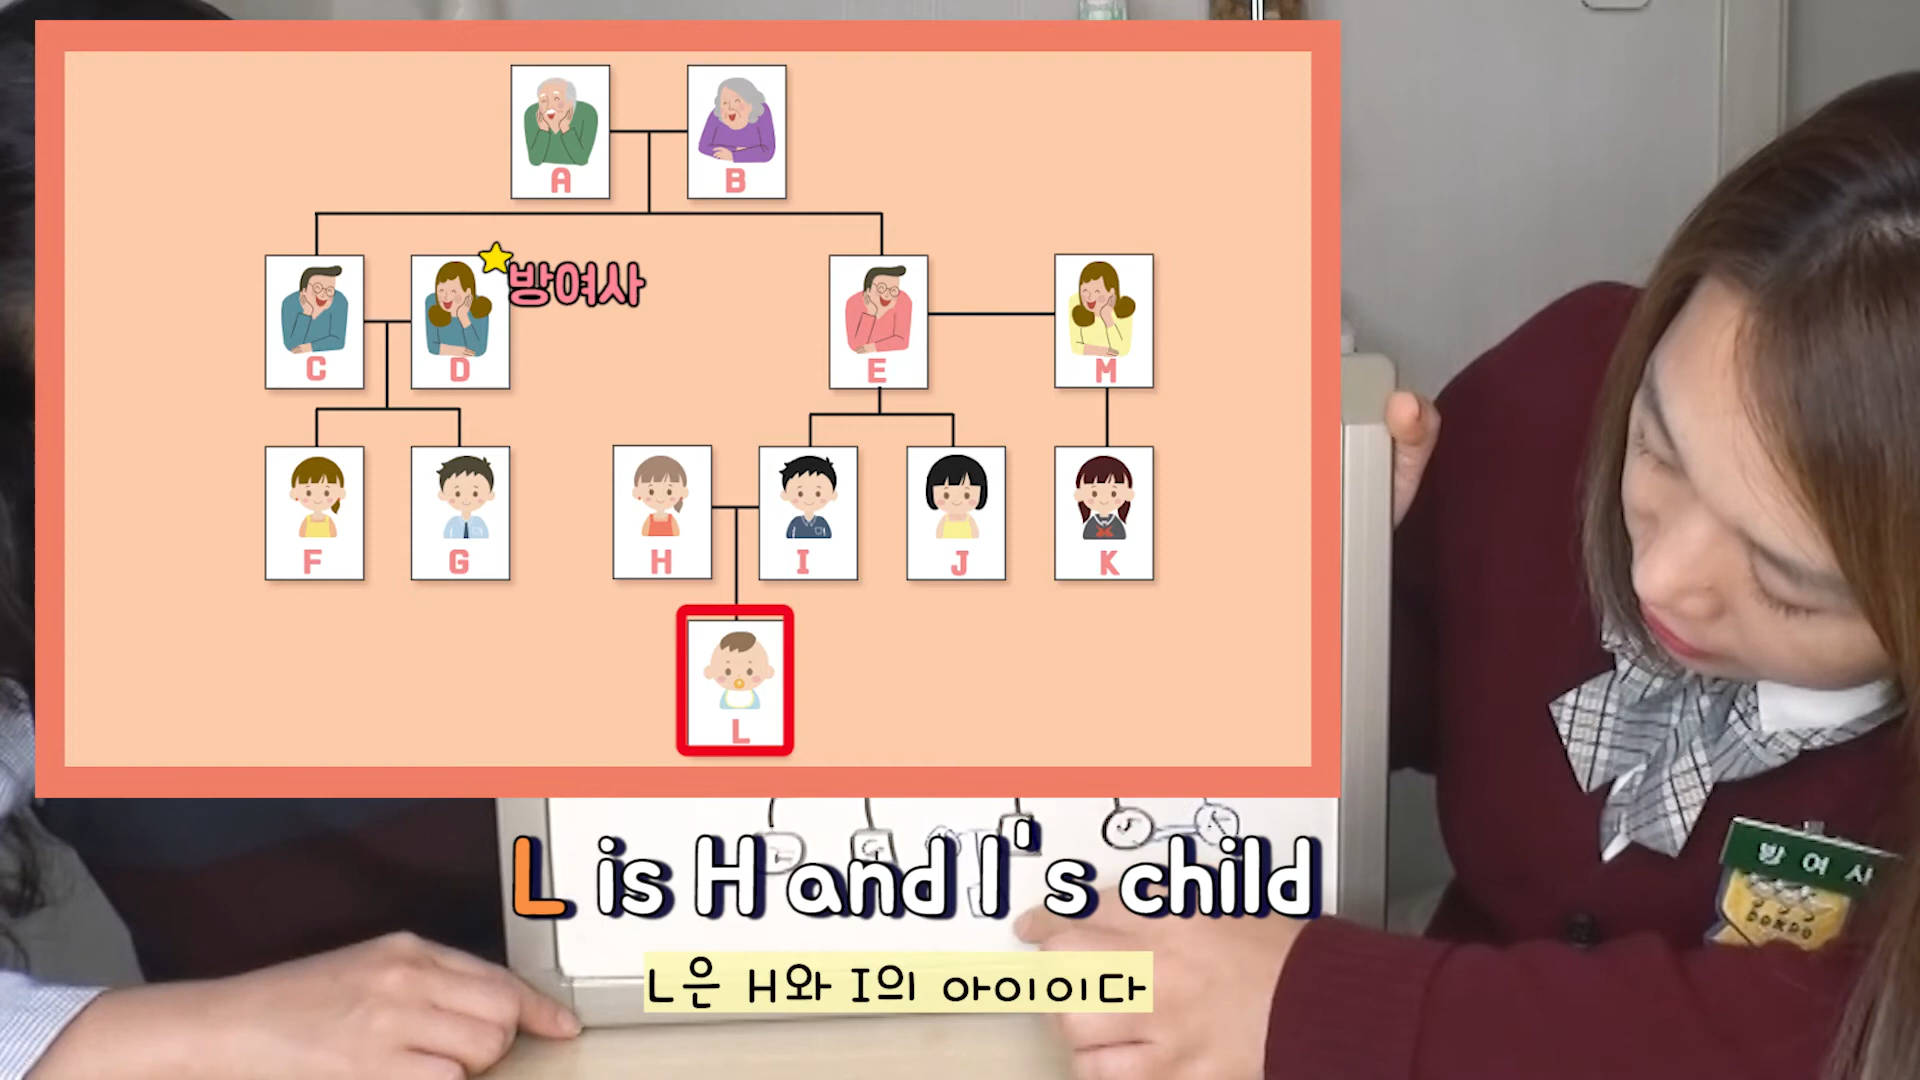 A B
방여사
C D E M
F G H I J K
L
L is H and I's child
L은 H와 I의 아이이다
방여사